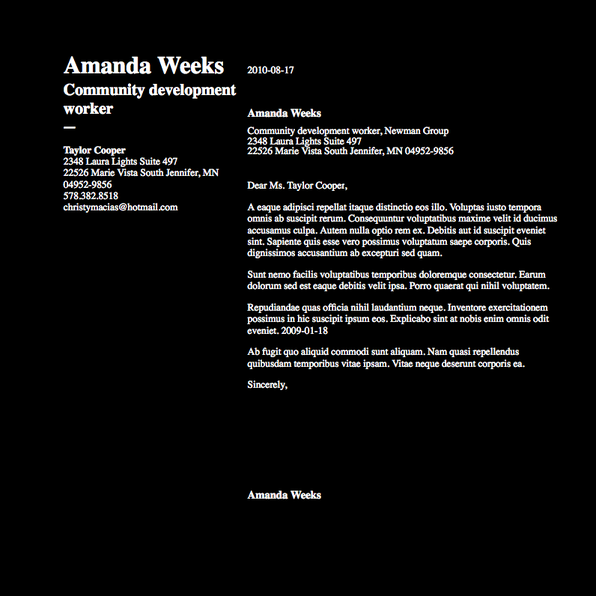 Amanda Weeks
Community development
worker
—
Taylor Cooper
2348 Laura Lights Suite 497
22526 Marie Vista South Jennifer, MN
04952-9856
578.382.8518
christymacias@hotmail.com
2010-08-17
Amanda Weeks
Community development worker, Newman Group
2348 Laura Lights Suite 497
22526 Marie Vista South Jennifer, MN 04952-9856
Dear Ms. Taylor Cooper,
A eaque adipisci repellat itaque distinctio eos illo. Voluptas iusto tempora
omnis ab suscipit rerum. Consequuntur voluptatibus maxime velit id ducimus
accusamus culpa. Autem nulla optio rem ex. Debitis aut id suscipit eveniet
sint. Sapiente quis esse vero possimus voluptatum saepe corporis. Quis
dignissimos accusantium ab excepturi sed quam.
Sunt nemo facilis voluptatibus temporibus doloremque consectetur. Earum
dolorum sed est eaque debitis velit ipsa. Porro quaerat qui nihil voluptatem.
Repudiandae quas officia nihil laudantium neque. Inventore exercitationem
possimus in hic suscipit ipsum eos. Explicabo sint at nobis enim omnis odit
eveniet. 2009-01-18
Ab fugit quo aliquid commodi sunt aliquam. Nam quasi repellendus
quibusdam temporibus vitae ipsam. Vitae neque deserunt corporis ea.
Sincerely,
Amanda Weeks